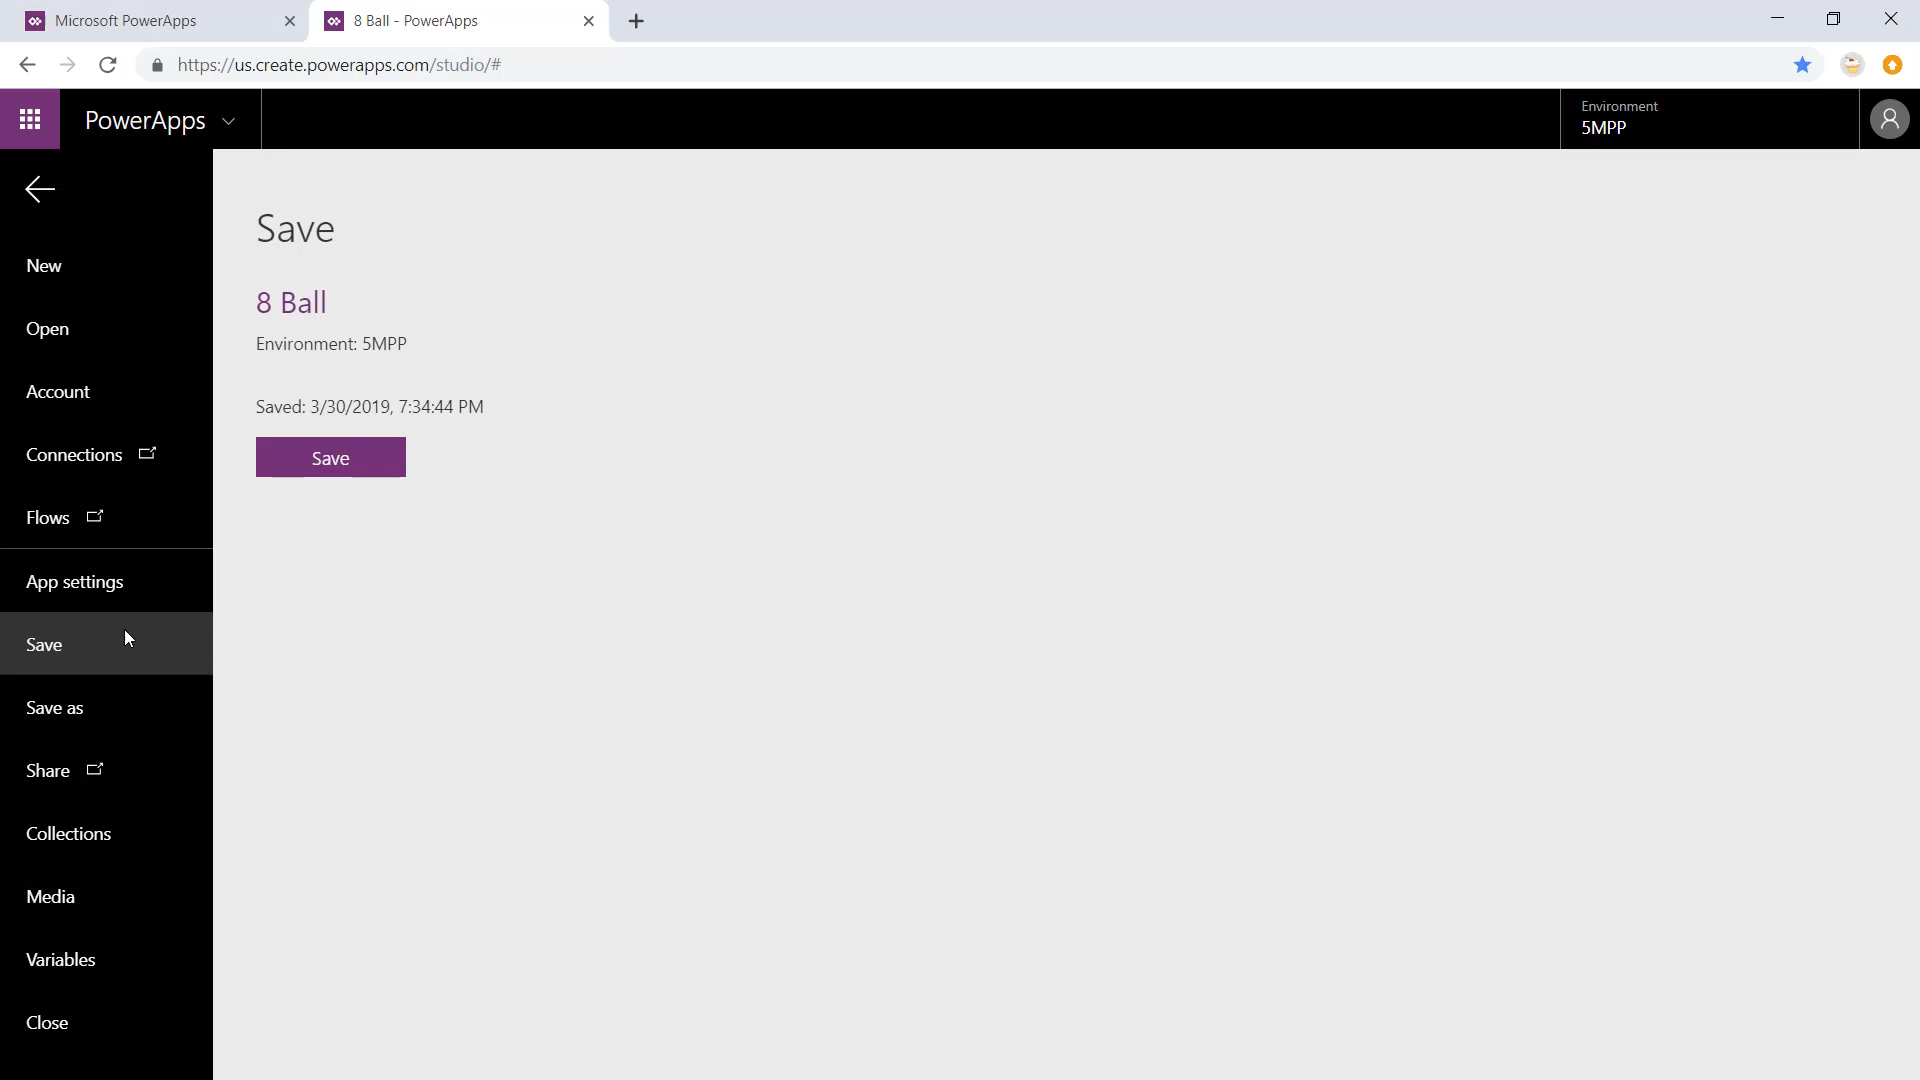 Microsoft PowerApps
8 Ball - PowerApps
https://us.create.powerapps.com/studio/#
PowerApps
Environment
5MPP
New
Open
Account
Connections
Flows
App settings
Save
Save as
Share
Collections
Media
Variables
Close
Save
8 Ball
Environment: 5MPP
Saved: 3/30/2019, 7:34:44 PM
Save